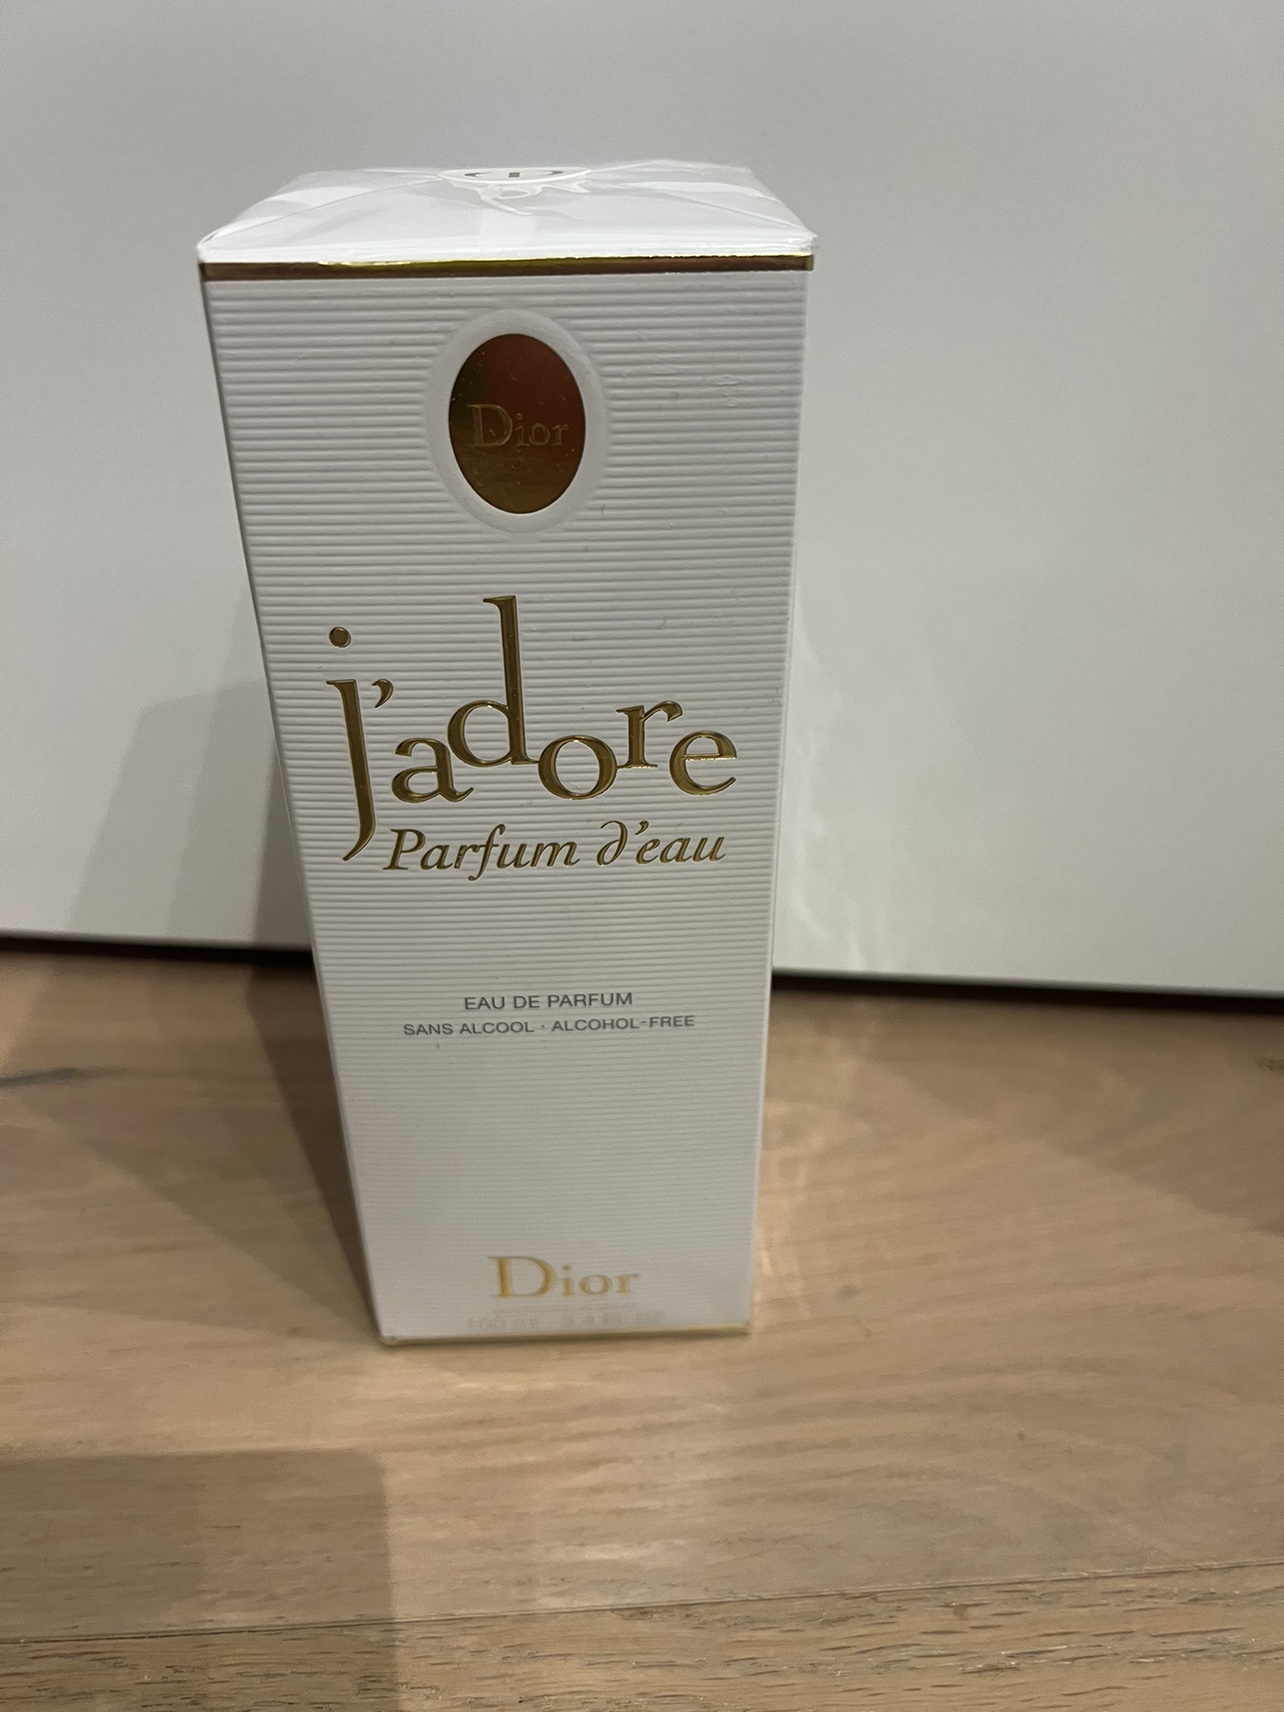 Dior
j'adore
Parfum d'eau
EAU DE PARFUM
SANS ALCOOL · ALCOHOL-FREE
Dior